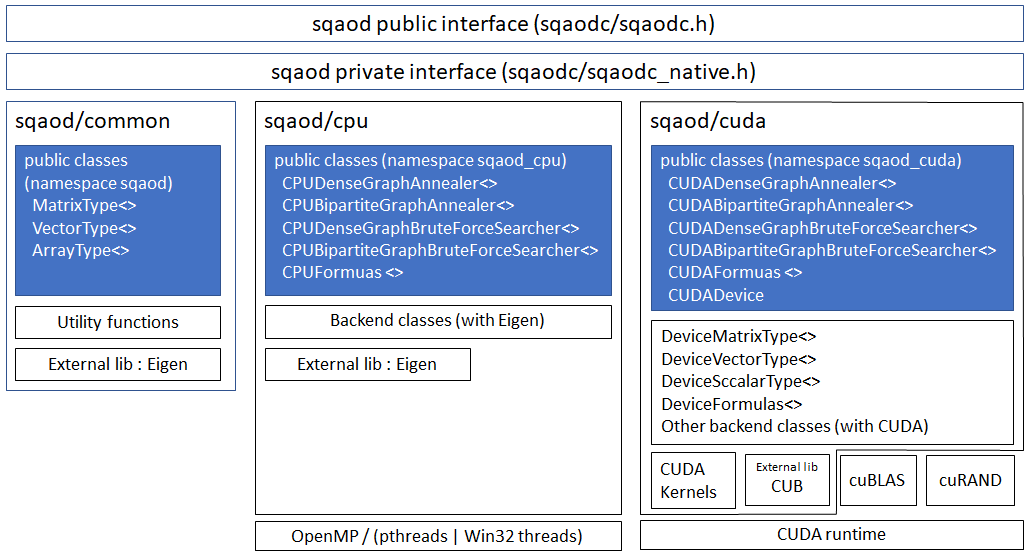 sqaod public interface (sqaodc/sqaodc.h)
sqaod private interface (sqaodc/sqaodc_native.h)
sqaod/common
public classes
(namespace sqaod)
MatrixType<>
VectorType<>
ArrayType<>
Utility functions
External lib : Eigen
sqaod/cpu
public classes (namespace sqaod_cpu)
CPUDenseGraphAnnealer<>
CPUBipartiteGraphAnnealer<>
CPUDenseGraphBruteForceSearcher<>
CPUBipartiteGraphBruteForceSearcher<>
CPUFormuas <>
Backend classes (with Eigen)
External lib : Eigen
OpenMP / (pthreads | Win32 threads)
sqaod/cuda
public classes (namespace sqaod_cuda)
CUDADenseGraphAnnealer<>
CUDABipartiteGraphAnnealer<>
CUDADenseGraphBruteForceSearcher<>
CUDABipartiteGraphBruteForceSearcher<>
CUDAFormuas <>
CUDADevice
DeviceMatrixType<>
DeviceVectorType<>
DeviceSccalarType<>
DeviceFormulas<>
Other backend classes (with CUDA)
CUDA
Kernels
External lib
CUB
cuBLAS
cuRAND
CUDA runtime